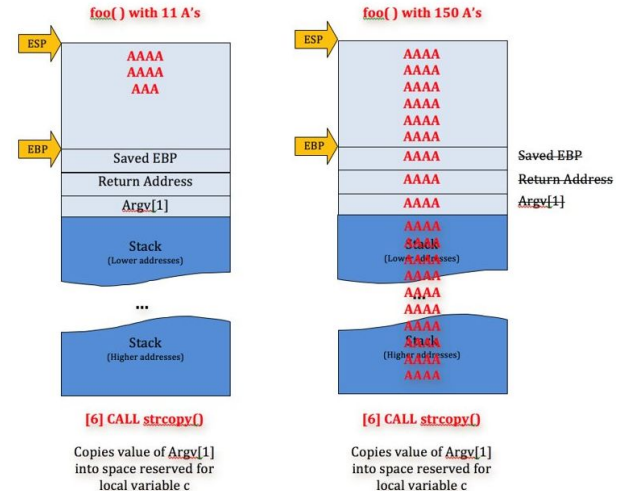 foo( ) with 11 A's
ESP
AAAA
AAAA
AAA
EBP
Saved EBP
Return Address
Argv[1]
Stack
(Lower addresses)
...
Stack
(Higher addresses)
[6] CALL strcopy()
Copies value of Argv[1]
into space reserved for
local variable c
foo( ) with 150 A's
ESP
AAAA
AAAA
AAAA
AAAA
AAAA
AAAA
EBP
AAAA
Saved EBP
AAAA
Return Address
AAAA
Argv[1]
AAAA
AAAA
Stack
AAAA
(Lower addresses)
AAAA
AAAA
...
AAAA
AAAA
AAAA
Stack
AAAA
(Higher addresses)
AAAA
[6] CALL strcopy()
Copies value of Argv[1]
into space reserved for
local variable c